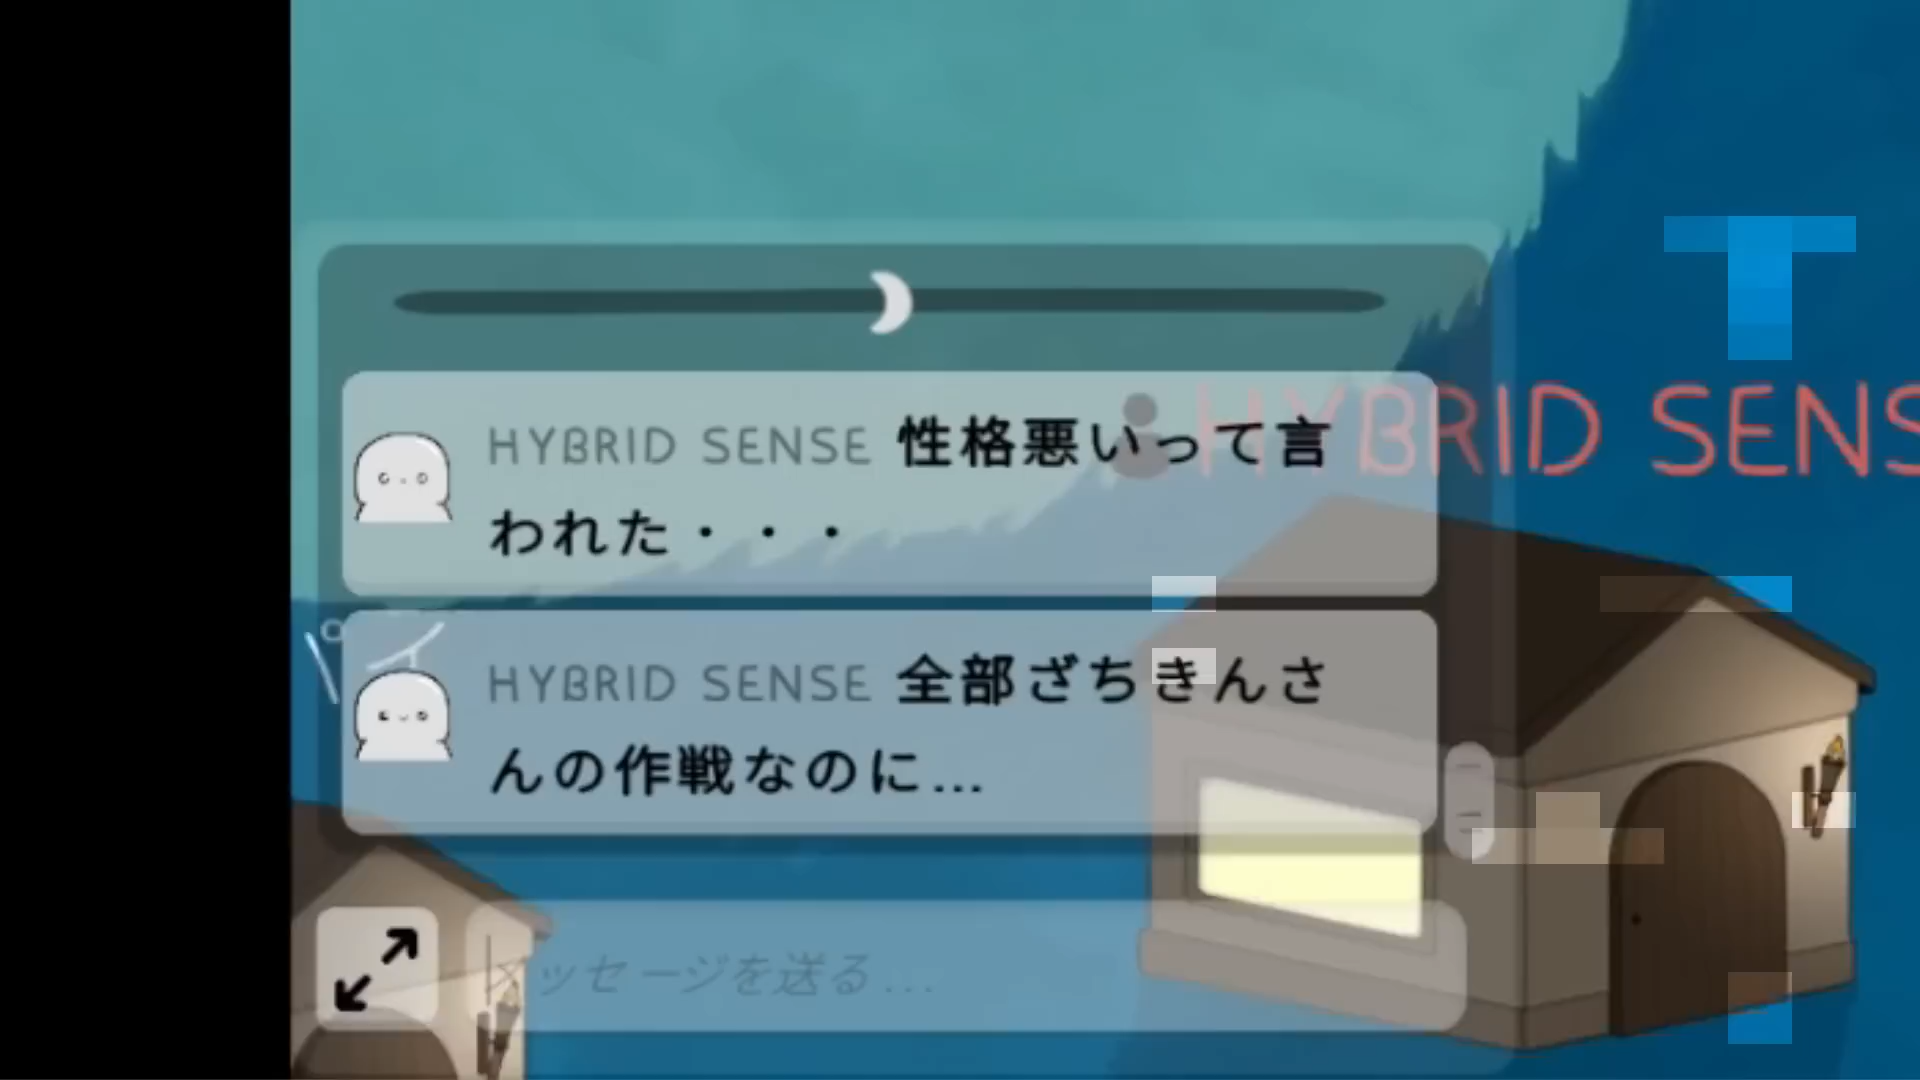 HYBRID SENSE 性格悪いって言
われた・・・
HYBRID SENS
パイ
HYBRID SENSE 全部ざちきんさ
んの作戦なのに...
メッセージを送る...